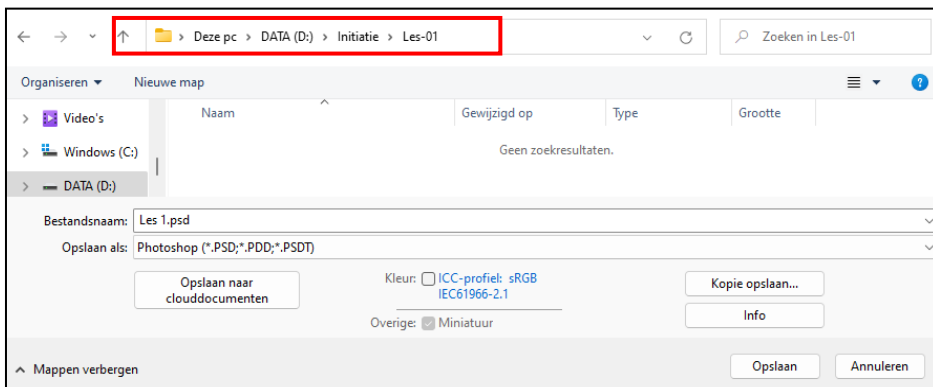 Deze pc > DATA (D:) > Initiatie > Les-01
Zoeken in Les-01
Organiseren
Nieuwe map
Naam
Gewijzigd op
Type
Grootte
Video's
Windows (C:)
DATA (D:)
Geen zoekresultaten.
Bestandsnaam: Les 1.psd
Opslaan als: Photoshop (*.PSD;*.PDD;*.PSDT)
Opslaan naar
clouddocumenten
Kleur: ICC-profiel: sRGB
IEC61966-2.1
Overige: Miniatuur
Kopie opslaan...
Info
Mappen verbergen
Opslaan
Annuleren